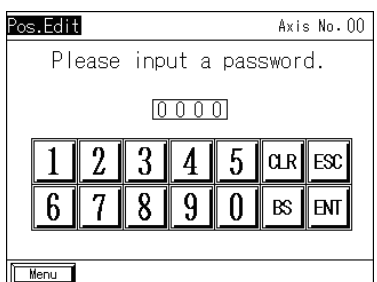 Pos.Edit Axis No.00
Please input a password.
0000
1 2 3 4 5 CLR ESC
6 7 8 9 0 BS ENT
Menu